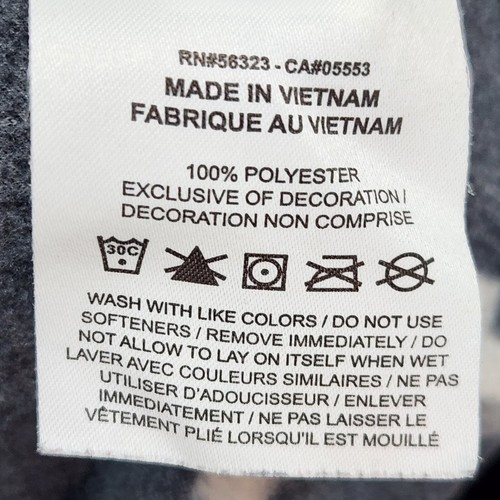 RN#56323 - CA#05553
MADE IN VIETNAM
FABRIQUE AU VIETNAM
100% POLYESTER
EXCLUSIVE OF DECORATION /
DECORATION NON COMPRISE
30C
WASH WITH LIKE COLORS / DO NOT USE
SOFTENERS / REMOVE IMMEDIATELY / DO
NOT ALLOW TO LAY ON ITSELF WHEN WET
LAVER AVEC COULEURS SIMILAIRES / NE PAS
UTILISER D'ADOUCISSEUR / ENLEVER
IMMEDIATEMENT / NE PAS LAISSER LE
VÊTEMENT PLIÉ LORSQU'IL EST MOUILLÉ